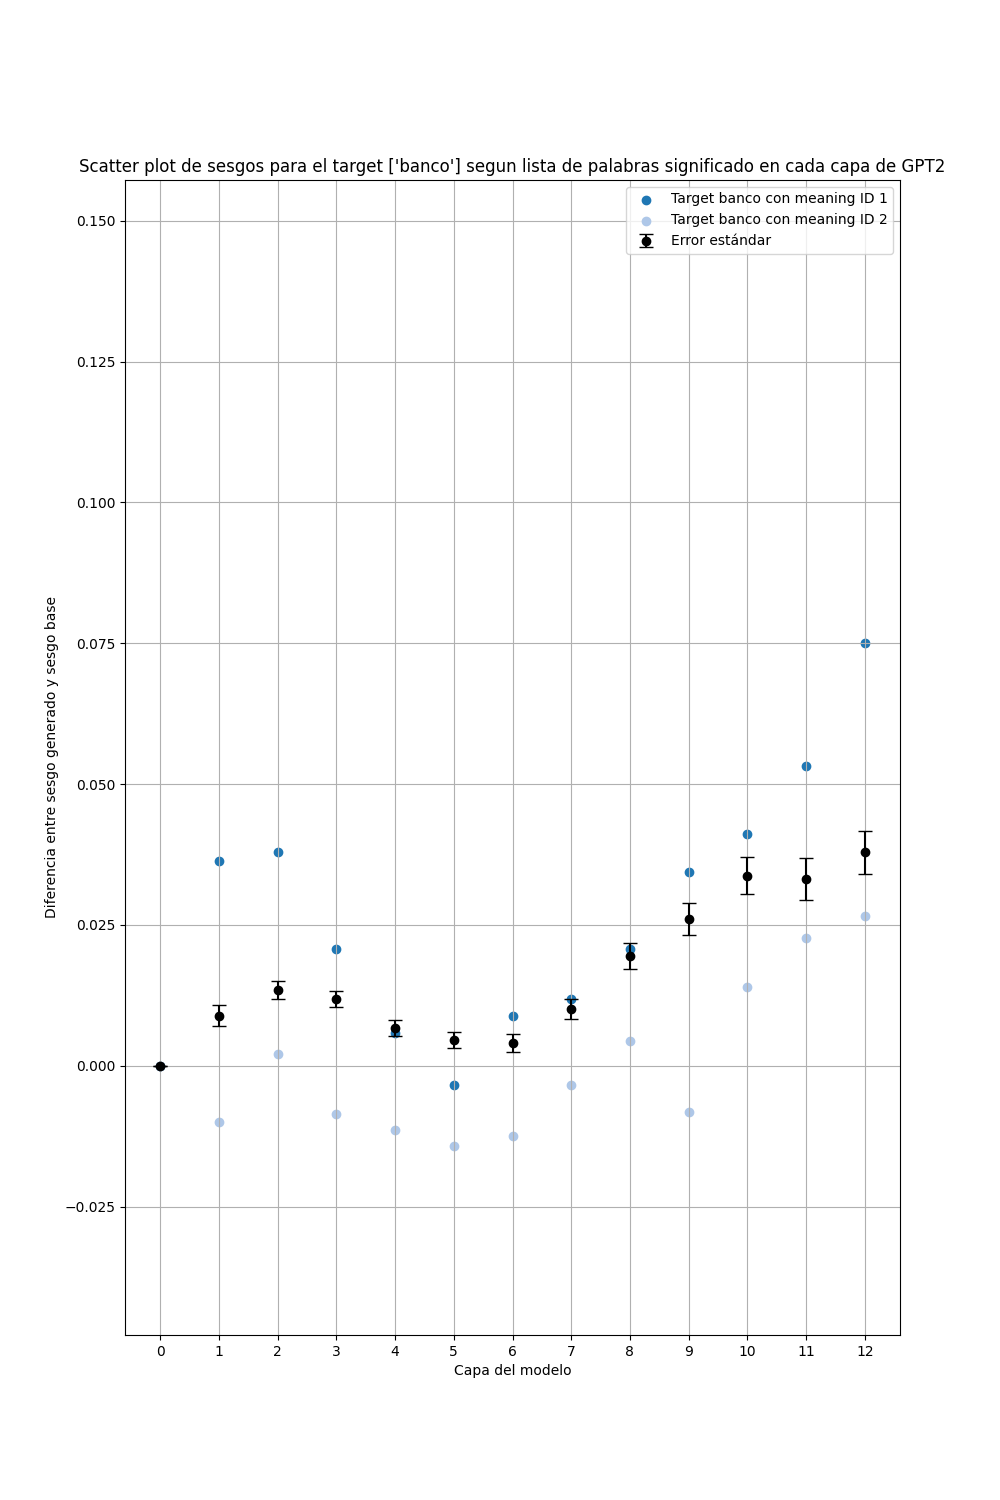 Scatter plot de sesgos para el target ['banco'] segun lista de palabras significado en cada capa de GPT2
Target banco con meaning ID 1
Target banco con meaning ID 2
Error estándar
0.150
0.125
0.100
0.075
0.050
0.025
0.000
−0.025
Diferencia entre sesgo generado y sesgo base
0 1 2 3 4 5 6 7 8 9 10 11 12
Capa del modelo